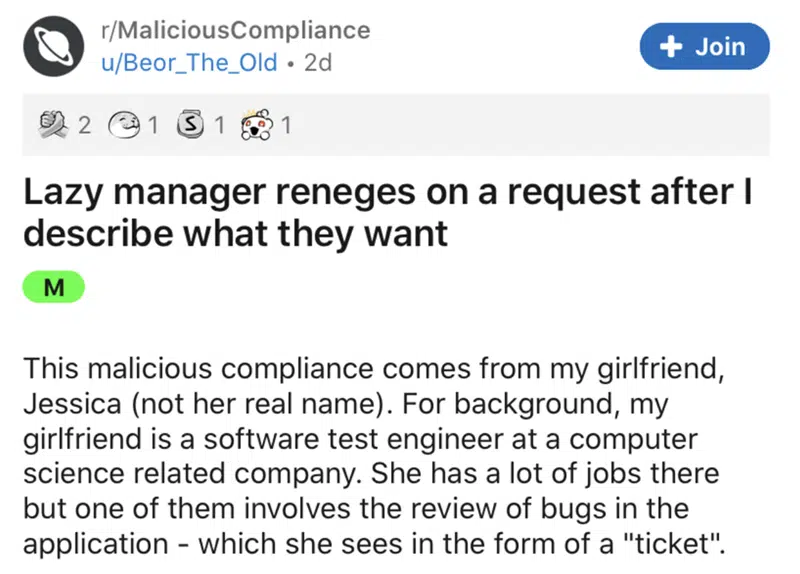 r/MaliciousCompliance
u/Beor_The_Old • 2d
+ Join
2 1 S 1 1
Lazy manager reneges on a request after I
describe what they want
M
This malicious compliance comes from my girlfriend,
Jessica (not her real name). For background, my
girlfriend is a software test engineer at a computer
science related company. She has a lot of jobs there
but one of them involves the review of bugs in the
application - which she sees in the form of a "ticket".